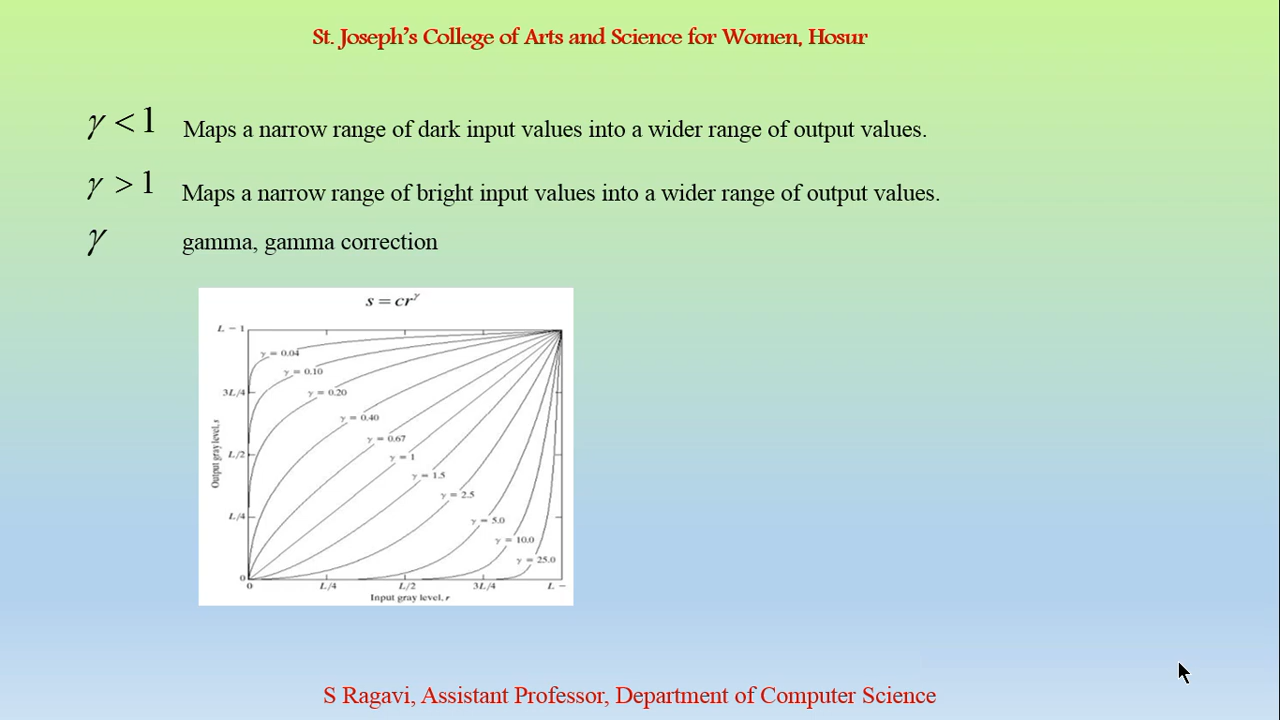 St. Joseph's College of Arts and Science for Women, Hosur
γ < 1 Maps a narrow range of dark input values into a wider range of output values.
γ > 1 Maps a narrow range of bright input values into a wider range of output values.
γ gamma, gamma correction
s = cr^γ
L − 1
γ = 0.04
γ = 0.10
3L/4
γ = 0.20
γ = 0.40
γ = 0.67
Output gray level, s
L/2
γ = 1
γ = 1.5
γ = 2.5
L/4
γ = 5.0
γ = 10.0
γ = 25.0
0
0 L/4 L/2 3L/4 L −
Input gray level, r
S Ragavi, Assistant Professor, Department of Computer Science